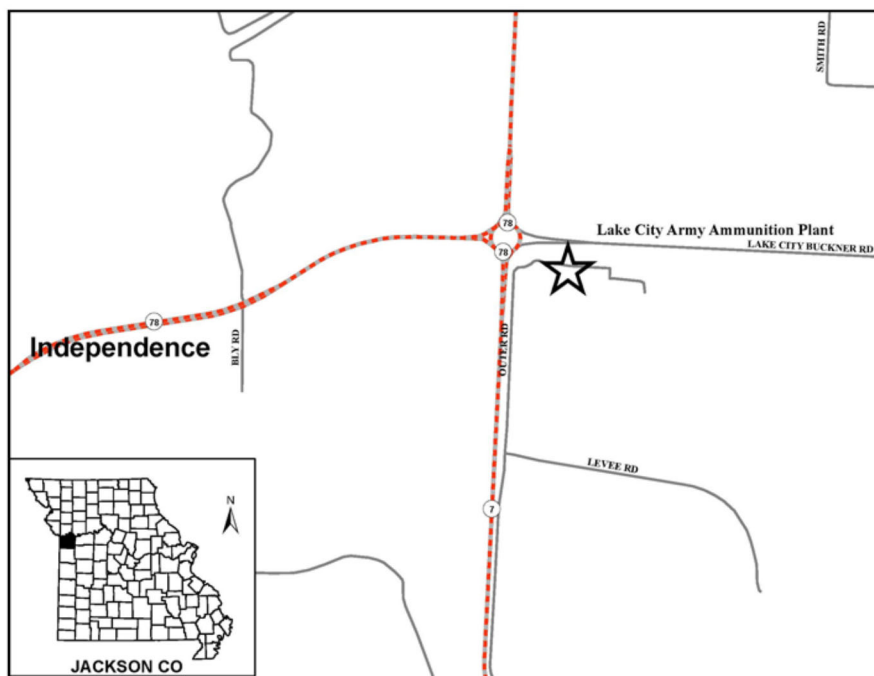 SMITH RD
78
Lake City Army Ammunition Plant
LAKE CITY BUCKNER RD
78
78
Independence
BLY RD
OUTER RD
LEVEE RD
7
N
JACKSON CO